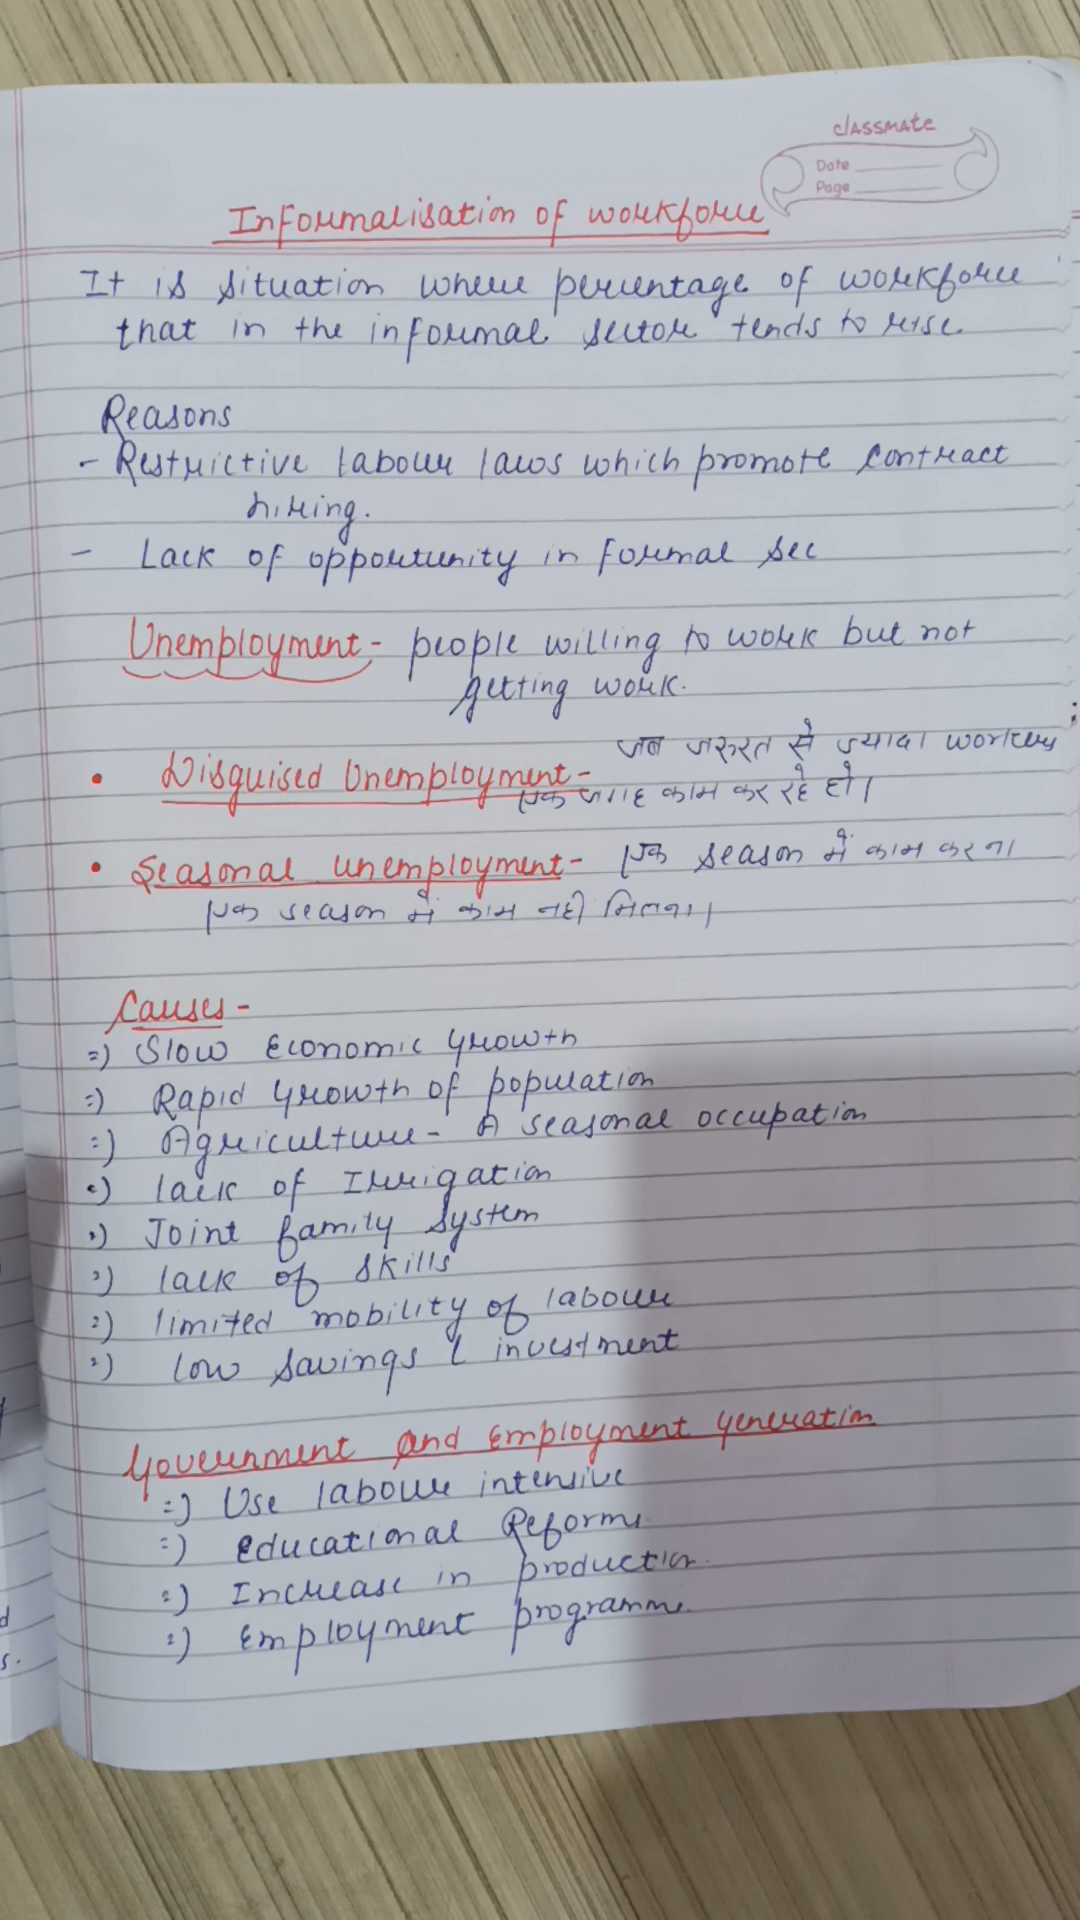 classmate
Date
Page
Informalisation of workforce
It is situation where percentage of workforce
that in the informal sector tends to rise
Reasons
- Restrictive labour laws which promote contract
hiring.
- Lack of opportunity in formal sec
Unemployment - people willing to work but not
getting work.
जब जरुरत से ज्यादा workers
• Disguised Unemployment -
एक जगह काम कर रहे हो।
• Seasonal unemployment - एक season में काम करना
एक season में काम नही मिलना।
Causes -
=) Slow Economic Growth
=) Rapid Growth of population
=) Agriculture - A seasonal occupation
=) lack of Irrigation
=) Joint family System
=) lack of skills
=) limited mobility of labour
=) low savings & investment
Government and Employment generation
=) Use labour intensive
=) Educational Reforms
=) Increase in production
=) Employment programme.
d
s.